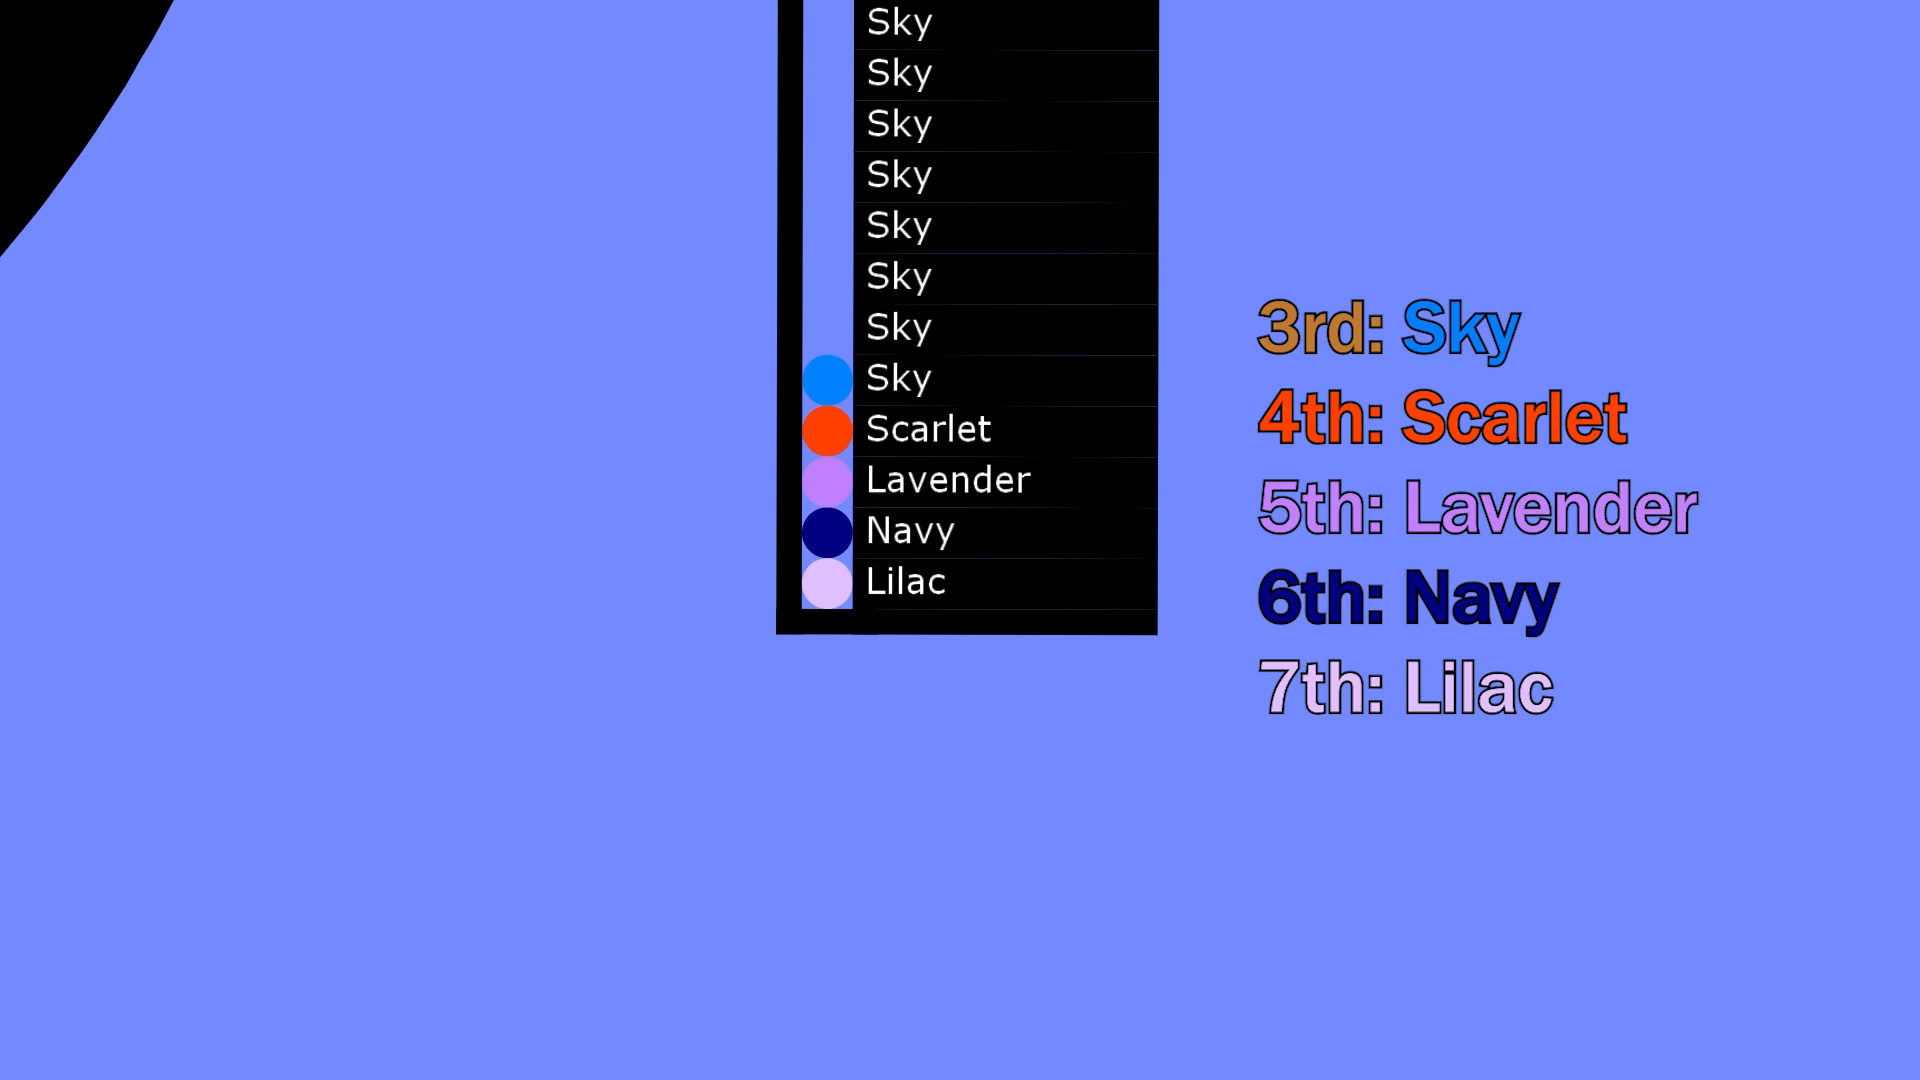 Sky
Sky
Sky
Sky
Sky
Sky
Sky
Sky
Scarlet
Lavender
Navy
Lilac
3rd: Sky
4th: Scarlet
5th: Lavender
6th: Navy
7th: Lilac